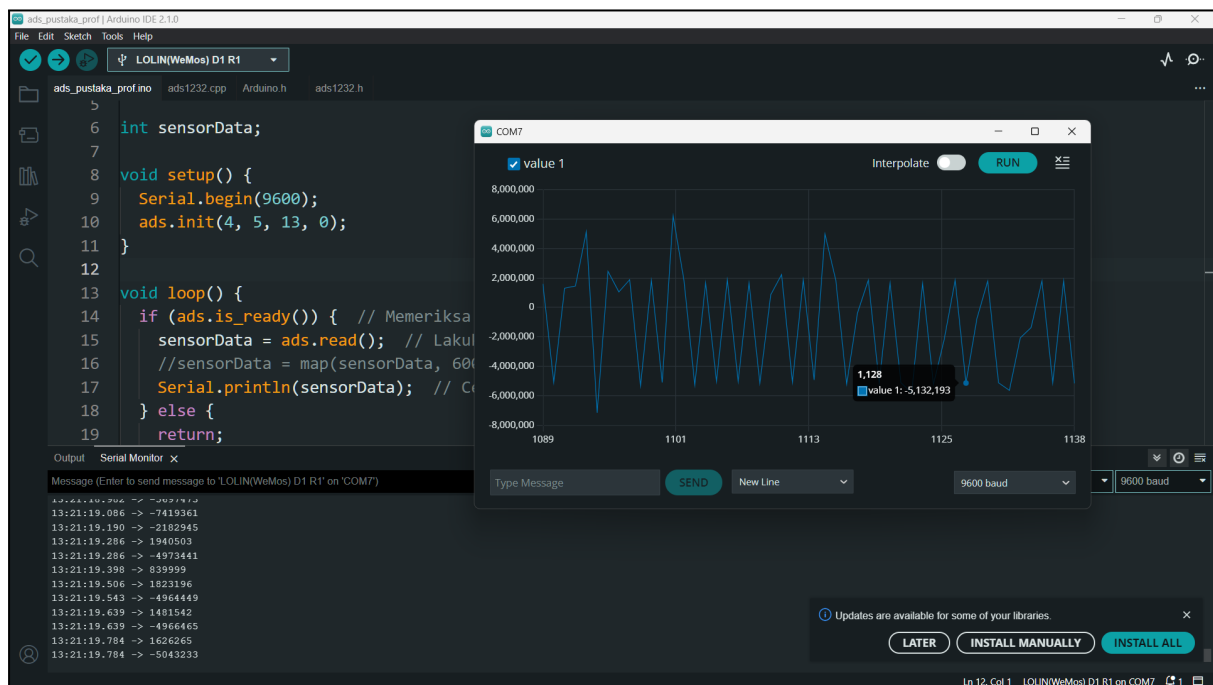 ads_pustaka_prof | Arduino IDE 2.1.0
File Edit Sketch Tools Help
LOLIN(WeMos) D1 R1
ads_pustaka_prof.ino ads1232.cpp Arduino.h ads1232.h
5
6 int sensorData;
7
8 void setup() {
9 Serial.begin(9600);
10 ads.init(4, 5, 13, 0);
11 }
12
13 void loop() {
14 if (ads.is_ready()) { // Memeriksa
15 sensorData = ads.read(); //
16 //sensorData = map(sensorData,
17 Serial.println(sensorData); //
18 } else {
19 return;
COM7
value 1
Interpolate RUN
8,000,000
6,000,000
4,000,000
2,000,000
0
-2,000,000
-4,000,000
-6,000,000
-8,000,000
1,128
value 1: -5,132,193
1089 1101 1113 1125 1138
Type Message SEND New Line 9600 baud
Output Serial Monitor
Message (Enter to send message to 'LOLIN(WeMos) D1 R1' on 'COM7')
9600 baud
13:21:19.086 -> -7419361
13:21:19.190 -> -2182945
13:21:19.286 -> 1940503
13:21:19.286 -> -4973441
13:21:19.398 -> 839999
13:21:19.506 -> 1823196
13:21:19.543 -> -4964449
13:21:19.639 -> 1481542
13:21:19.639 -> -4966465
13:21:19.784 -> 1626265
13:21:19.784 -> -5043233
Updates are available for some of your libraries.
LATER INSTALL MANUALLY INSTALL ALL
Ln 12, Col 1 LOLIN(WeMos) D1 R1 on COM7 1